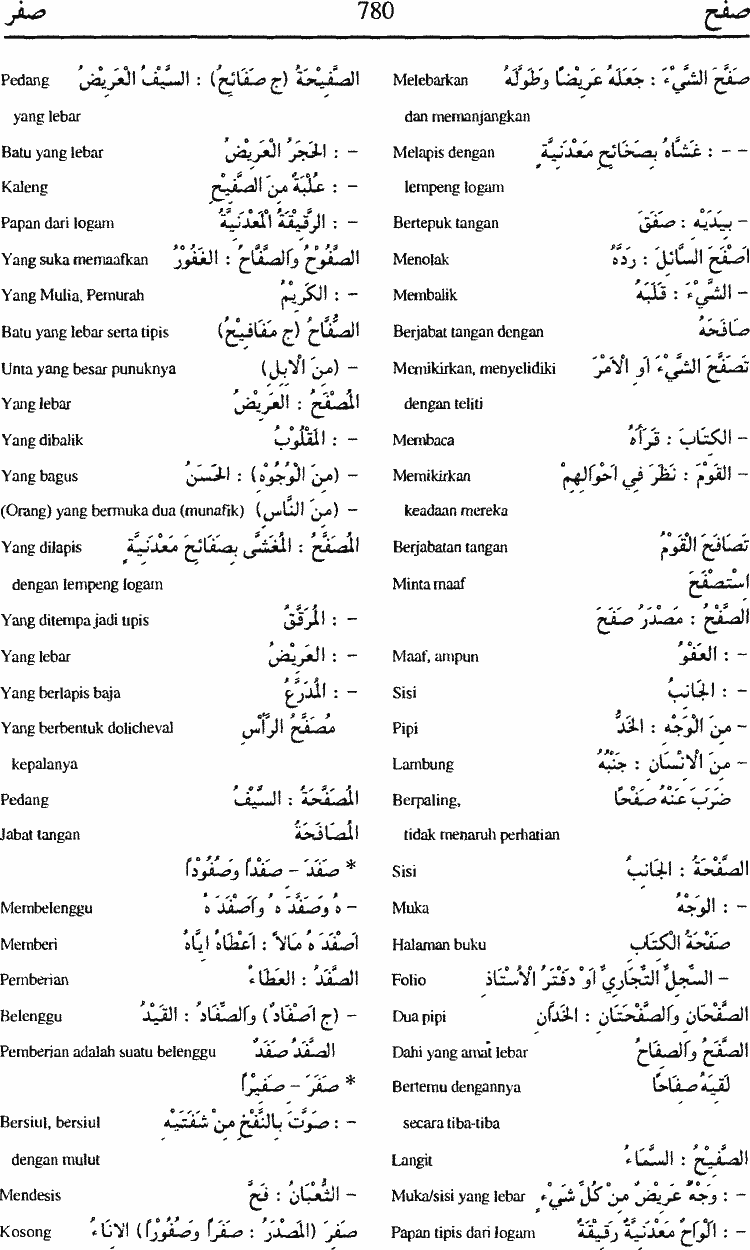 صفح 780 صفر
صَفَّحَ الشَّيْءَ : جَعَلَهُ عَرِيْضًا وَطَوَّلَهُ Melebarkan
dan memanjangkan
- - : غَشَّاهُ بِصَفَائِحِ مَعْدَنِيَّةٍ Melapis dengan
lempeng logam
- بِيَدَيْهِ : صَفَّقَ Bertepuk tangan
اَصْفَحَ السَّائِلَ : رَدَّهُ Menolak
- الشَّيْءَ : قَلَبَهُ Membalik
صَافَحَهُ Berjabat tangan dengan
تَصَفَّحَ الشَّيْءَ اَوِ الْاَمْرَ Memikirkan, menyelidiki
dengan teliti
- الكِتَابَ : قَرَأَهُ Membaca
- القَوْمَ : نَظَرَ فِي اَحْوَالِهِمْ Memikirkan
keadaan mereka
تَصَافَحَ القَوْمُ Berjabatan tangan
اسْتَصْفَحَ Minta maaf
الصَّفْحُ : مَصْدَرُ صَفَحَ
- : العَفْوُ Maaf, ampun
- : الجَانِبُ Sisi
- مِنَ الْوَجْهِ : الخَدُّ Pipi
- مِنَ الْاِنْسَانِ : جَنْبُهُ Lambung
ضَرَبَ عَنْهُ صَفْحًا Berpaling,
tidak menaruh perhatian
الصَّفْحَةُ : الجَانِبُ Sisi
- : الوَجْهُ Muka
صَفْحَةُ الْكِتَابِ Halaman buku
- السِّجِلُّ التِّجَارِيُّ اَوْ دَفْتَرُ الْاُسْتَاذِ Folio
الصَّفْحَانِ وَالصَّفْحَتَانِ : الخَدَّانِ Dua pipi
الصَّفْحُ وَالصِّفَاحُ Dahi yang amat lebar
لَقِيَهُ صِفَاحًا Bertemu dengannya
secara tiba-tiba
الصَّفِيْحُ : السَّمَاءُ Langit
- : وَجْهٌ عَرِيْضٌ مِنْ كُلِّ شَيْءٍ Muka/sisi yang lebar
- : اَلْوَاحٌ مَعْدَنِيَّةٌ رَقِيْقَةٌ Papan tipis dari logam
الصَّفِيْحَةُ (ج صَفَائِحُ) : السَّيْفُ الْعَرِيْضُ Pedang
yang lebar
- : الحَجَرُ الْعَرِيْضُ Batu yang lebar
- : عُلْبَةٌ مِنَ الصَّفِيْحِ Kaleng
- : الرَّقِيْقَةُ الْمَعْدَنِيَّةُ Papan dari logam
الصَّفُوْحُ وَالصَّفَّاحُ : الغَفُوْرُ Yang suka memaafkan
- : الكَرِيْمُ Yang Mulia, Pemurah
الصُّفَّاحُ (ج صَفَافِيْحُ) Batu yang lebar serta tipis
- (مِنَ الْاِبِلِ) Unta yang besar punuknya
المُصْفَحُ : العَرِيْضُ Yang lebar
- : المَقْلُوْبُ Yang dibalik
- (مِنَ الْوُجُوْهِ) : الحَسَنُ Yang bagus
- (مِنَ النَّاسِ) (Orang) yang bermuka dua (munafik)
المُصَفَّحُ : المُغَشَّى بِصَفَائِحَ مَعْدَنِيَّةٍ Yang dilapis
dengan lempeng logam
- : المُرَقَّقُ Yang ditempa jadi tipis
- : العَرِيْضُ Yang lebar
- : المُدَرَّعُ Yang berlapis baja
مُصَفَّحُ الرَّأْسِ Yang berbentuk dolicheval
kepalanya
المُصَفَّحَةُ : السَّيْفُ Pedang
المُصَافَحَةُ Jabat tangan
* صَفَدَ - صَفْدًا وَصُفُوْدًا
- هُ وَصَفَّدَ هُ وَاَصْفَدَ هُ Membelenggu
اَصْفَدَ هُ مَالاً : اَعْطَاهُ اِيَّاهُ Memberi
الصَّفَدُ : العَطَاءُ Pemberian
- (ج اَصْفَادٌ) وَالصِّفَادُ : القَيْدُ Belenggu
الصَّفَدُ صَفَدٌ Pemberian adalah suatu belenggu
* صَفَرَ - صَفِيْرًا
- : صَوَّتَ بِالنَّفْخِ مِنْ شَفَتَيْهِ Bersiul, bersiul
dengan mulut
- الثُّعْبَانُ : فَحَّ Mendesis
صَفِرَ (المَصْدَرُ : صَفَرًا وَصُفُوْرًا) الاِنَاءُ Kosong